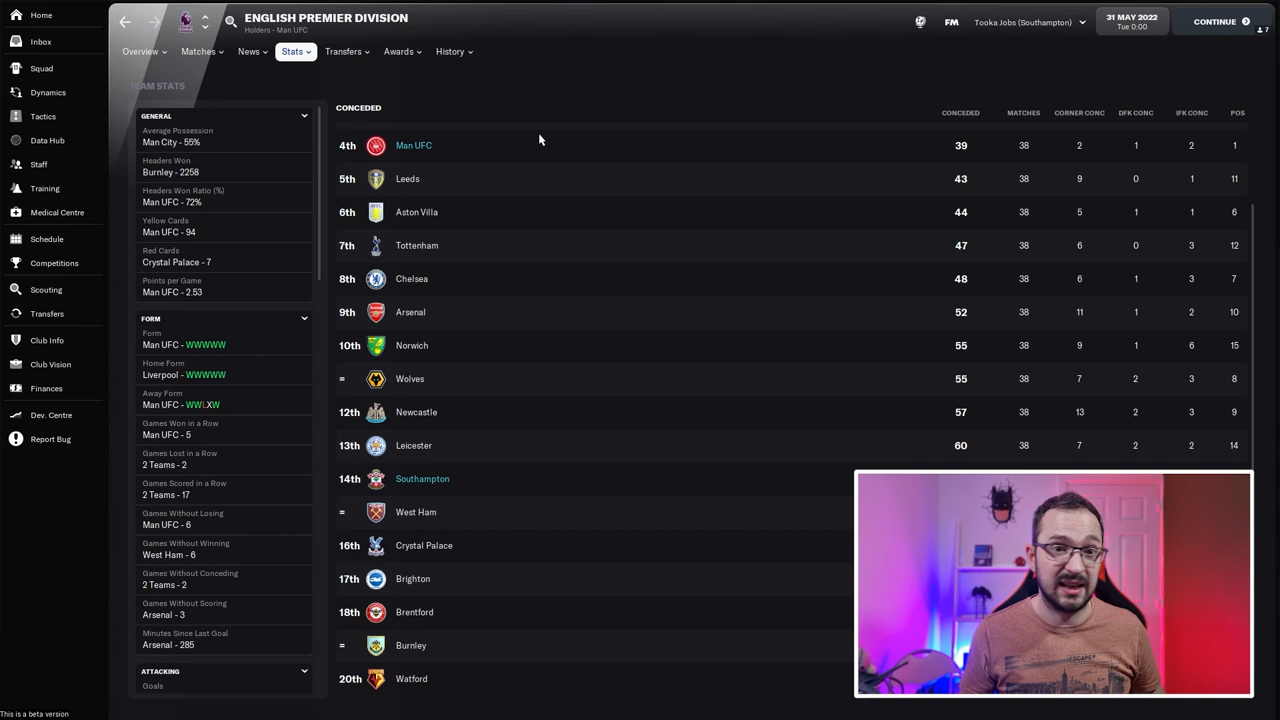 Home
Inbox
Squad
Dynamics
Tactics
Data Hub
Staff
Training
Medical Centre
Schedule
Competitions
Scouting
Transfers
Club Info
Club Vision
Finances
Dev. Centre
Report Bug
This is a beta version
ENGLISH PREMIER DIVISION
Holders - Man UFC
FM
Tooka Jobs (Southampton)
31 MAY 2022
Tue 0:00
CONTINUE
7
Overview
Matches
News
Stats
Transfers
Awards
History
TEAM STATS
GENERAL
Average Possession
Man City - 55%
Headers Won
Burnley - 2258
Headers Won Ratio (%)
Man UFC - 72%
Yellow Cards
Man UFC - 94
Red Cards
Crystal Palace - 7
Points per Game
Man UFC - 2.53
FORM
Form
Man UFC - WWWWW
Home Form
Liverpool - WWWWW
Away Form
Man UFC - WWLXW
Games Won in a Row
Man UFC - 5
Games Lost in a Row
2 Teams - 2
Games Scored in a Row
2 Teams - 17
Games Without Losing
Man UFC - 6
Games Without Winning
West Ham - 6
Games Without Conceding
2 Teams - 2
Games Without Scoring
Arsenal - 3
Minutes Since Last Goal
Arsenal - 285
ATTACKING
Goals
CONCEDED
CONCEDED MATCHES CORNER CONC DFK CONC IFK CONC POS
4th Man UFC 39 38 2 1 2 1
5th Leeds 43 38 9 0 1 11
6th Aston Villa 44 38 5 1 1 6
7th Tottenham 47 38 6 0 3 12
8th Chelsea 48 38 6 1 3 7
9th Arsenal 52 38 11 1 2 10
10th Norwich 55 38 9 1 6 15
= Wolves 55 38 7 2 3 8
12th Newcastle 57 38 13 2 3 9
13th Leicester 60 38 7 2 2 14
14th Southampton
= West Ham
16th Crystal Palace
17th Brighton
18th Brentford
= Burnley
20th Watford